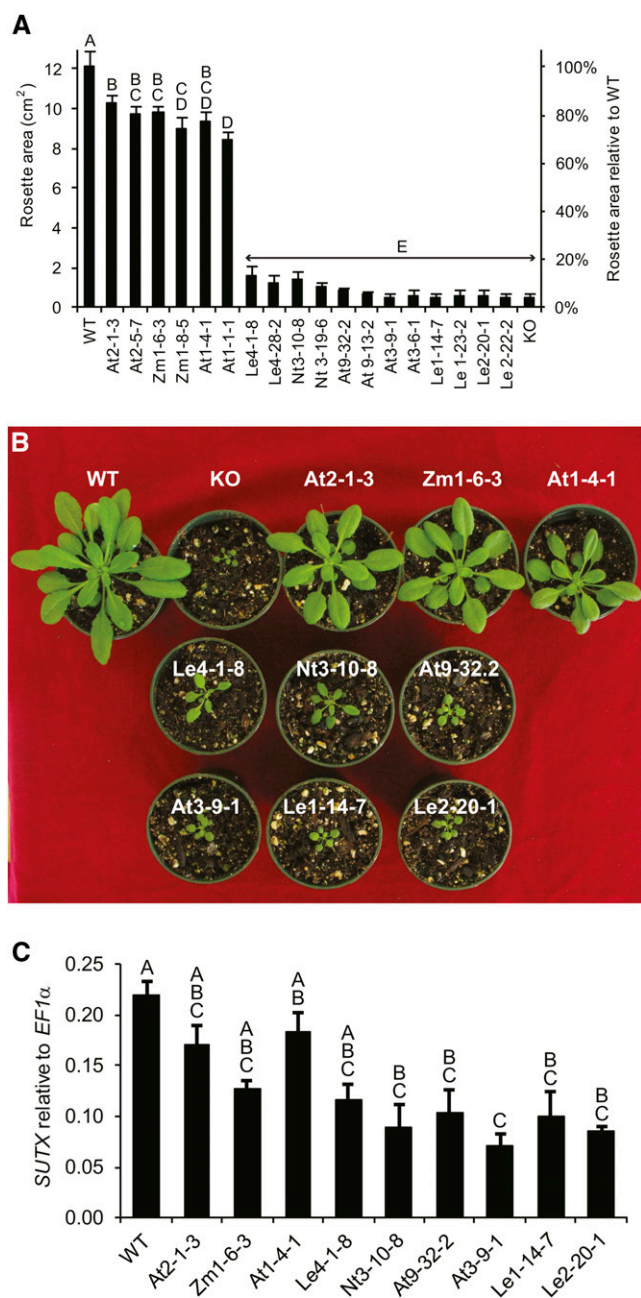 A
Rosette area (cm²)
12
10
8
6
4
2
0
A
B
B
C
B
C
C
D
B
C
D
D
E
100%
80%
60%
40%
20%
0%
Rosette area relative to WT
WT
At2-1-3
At2-5-7
Zm1-6-3
Zm1-8-5
At1-4-1
At1-1-1
Le4-1-8
Le4-28-2
Nt3-10-8
Nt 3-19-6
At9-32-2
At 9-13-2
At3-9-1
At3-6-1
Le1-14-7
Le 1-23-2
Le2-20-1
Le 2-22-2
KO
B
WT KO At2-1-3 Zm1-6-3 At1-4-1
Le4-1-8 Nt3-10-8 At9-32.2
At3-9-1 Le1-14-7 Le2-20-1
C
SUTX relative to EF1α
0.25
0.20
0.15
0.10
0.05
0.00
A
A
B
C
A
B
C
A
B
A
B
C
B
C
B
C
C
B
C
B
C
WT
At2-1-3
Zm1-6-3
At1-4-1
Le4-1-8
Nt3-10-8
At9-32-2
At3-9-1
Le1-14-7
Le2-20-1